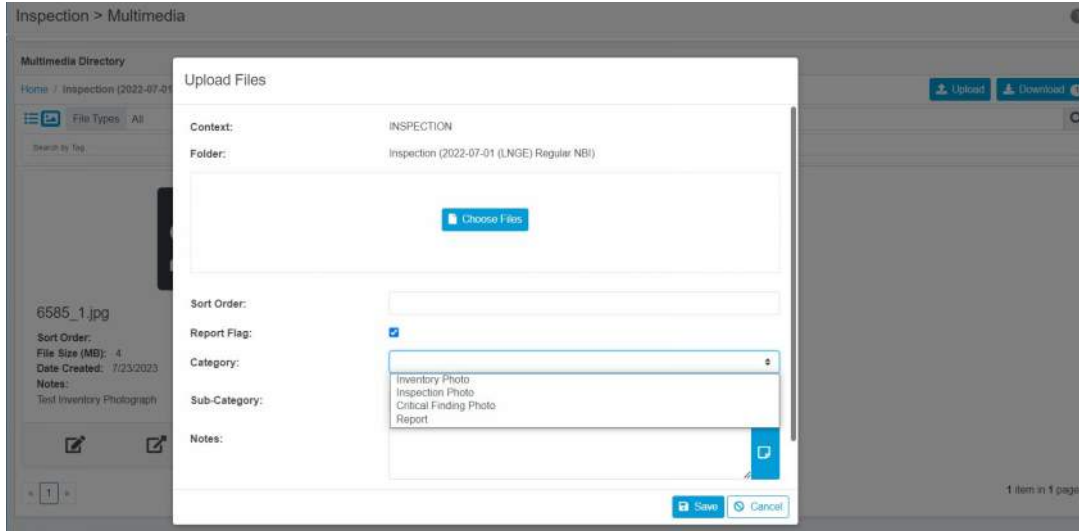 Inspection > Multimedia
Multimedia Directory
Home / Inspection (2022-07-01
Upload
Download
File Types All
Search by Tag
6585_1.jpg
Sort Order:
File Size (MB): 4
Date Created: 7/23/2023
Notes:
Test Inventory Photograph
« 1 »
1 item in 1 page
Upload Files
Context: INSPECTION
Folder: Inspection (2022-07-01 (LNGE) Regular NBI)
Choose Files
Sort Order:
Report Flag:
Category:
Inventory Photo
Inspection Photo
Critical Finding Photo
Report
Sub-Category:
Notes:
Save
Cancel